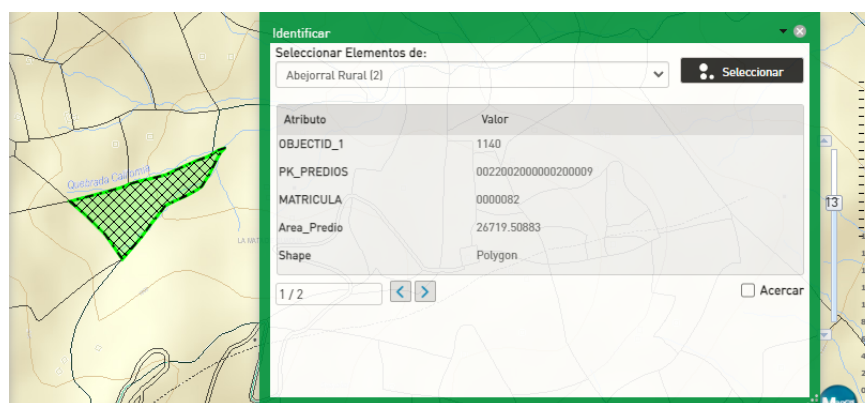 Identificar
Seleccionar Elementos de:
Abejorral Rural (2)
Seleccionar
Atributo Valor
OBJECTID_1 1140
PK_PREDIOS 0022002000000200009
MATRICULA 0000082
Area_Predio 26719.50883
Shape Polygon
1 / 2
Acercar
Quebrada California
13